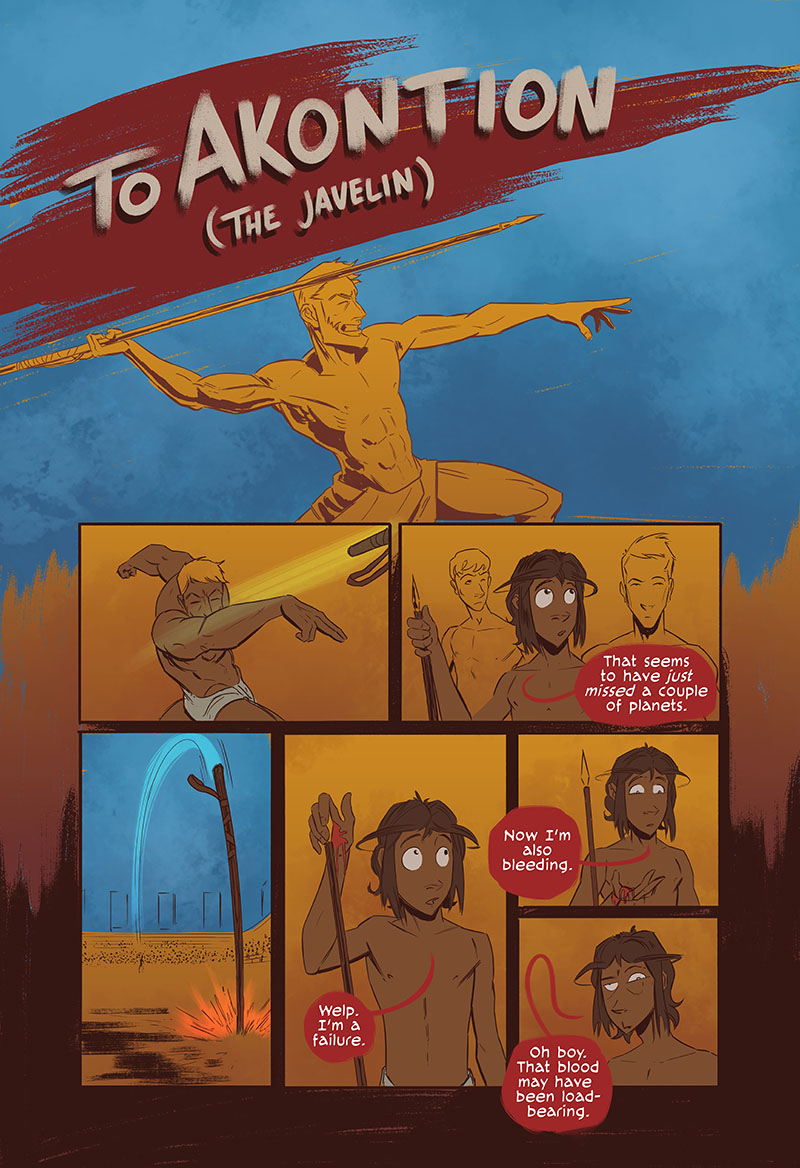 To AKONTION
(THE JAVELIN)
That seems
to have just
missed a couple
of planets.
Welp.
I'm a
failure.
Now I'm
also
bleeding.
Oh boy.
That blood
may have
been load-
bearing.